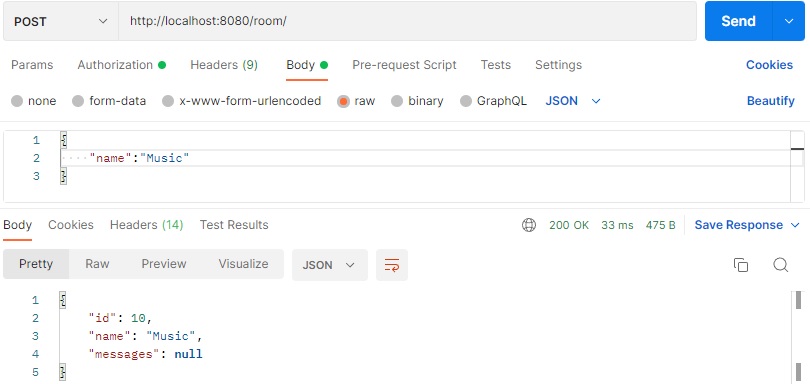 POST http://localhost:8080/room/ Send
Params Authorization Headers (9) Body Pre-request Script Tests Settings Cookies
none form-data x-www-form-urlencoded raw binary GraphQL JSON Beautify
1 {
2 "name":"Music"
3 }
Body Cookies Headers (14) Test Results 200 OK 33 ms 475 B Save Response
Pretty Raw Preview Visualize JSON
1 {
2 "id": 10,
3 "name": "Music",
4 "messages": null
5 }